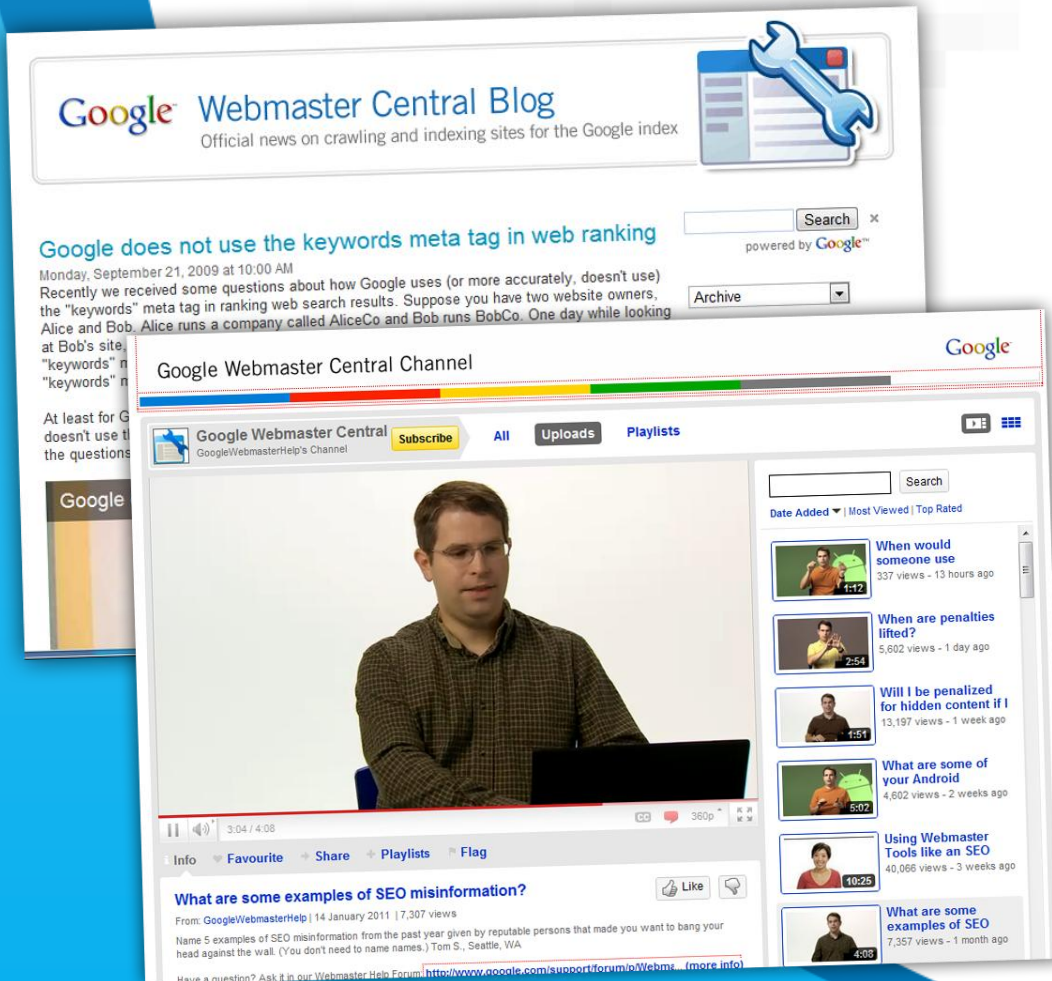 Google Webmaster Central Blog
Official news on crawling and indexing sites for the Google index
Search
powered by Google™
Archive
Google does not use the keywords meta tag in web ranking
Monday, September 21, 2009 at 10:00 AM
Recently we received some questions about how Google uses (or more accurately, doesn't use)
the "keywords" meta tag in ranking web search results. Suppose you have two website owners,
Alice and Bob. Alice runs a company called AliceCo and Bob runs BobCo. One day while looking
at Bob's site,
"keywords"
"keywords"
At least for
doesn't use
the questions
Google
Google Webmaster Central Channel
Google
Google Webmaster Central
GoogleWebmasterHelp's Channel
Subscribe
All
Uploads
Playlists
3:04 / 4:08
CC
360p
Info
Favourite
Share
Playlists
Flag
What are some examples of SEO misinformation?
Like
From: GoogleWebmasterHelp | 14 January 2011 | 7,307 views
Name 5 examples of SEO misinformation from the past year given by reputable persons that made you want to bang your
head against the wall. (You don't need to name names.) Tom S., Seattle, WA
Have a question? Ask it in our Webmaster Help Forum: http://www.google.com/support/forum/p/Webma... (more info)
Search
Date Added | Most Viewed | Top Rated
When would
someone use
337 views - 13 hours ago
1:12
When are penalties
lifted?
5,602 views - 1 day ago
2:54
Will I be penalized
for hidden content if I
13,197 views - 1 week ago
1:51
What are some of
your Android
4,602 views - 2 weeks ago
5:02
Using Webmaster
Tools like an SEO
40,066 views - 3 weeks ago
10:25
What are some
examples of SEO
7,357 views - 1 month ago
4:08